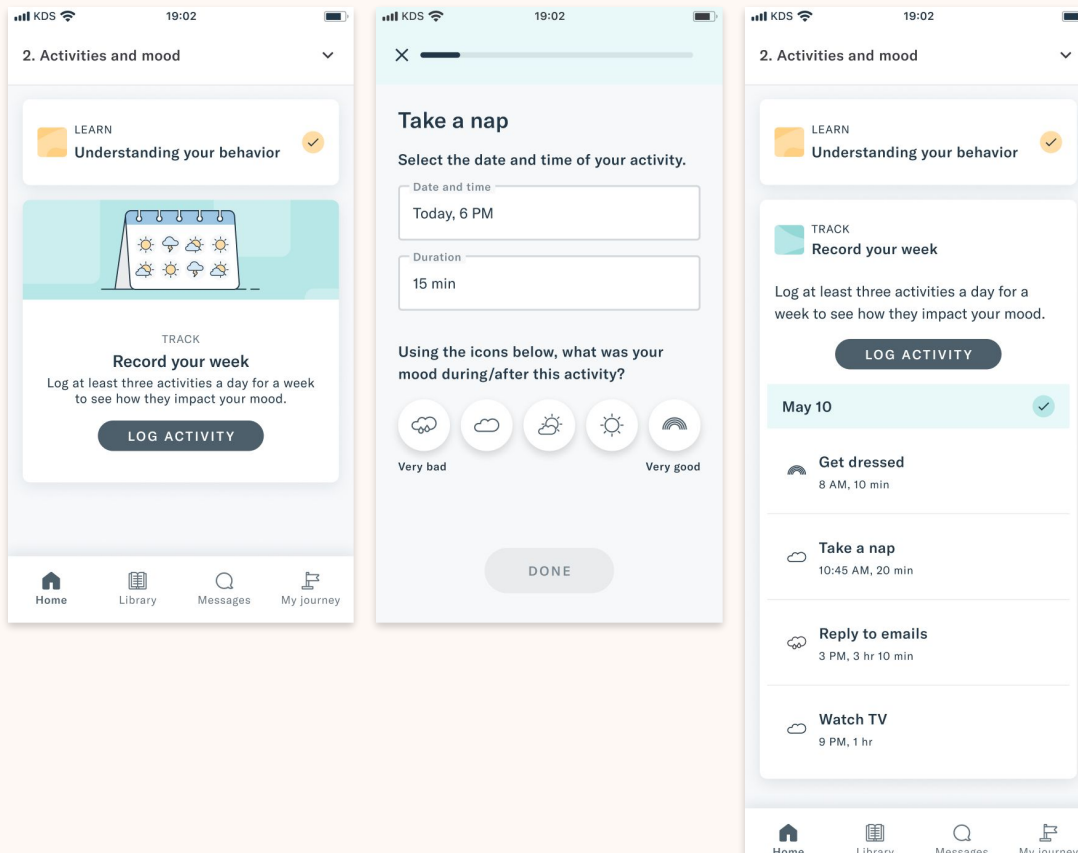 KDS 19:02
2. Activities and mood
LEARN
Understanding your behavior
TRACK
Record your week
Log at least three activities a day for a week
to see how they impact your mood.
LOG ACTIVITY
Home Library Messages My journey
KDS 19:02
Take a nap
Select the date and time of your activity.
Date and time
Today, 6 PM
Duration
15 min
Using the icons below, what was your
mood during/after this activity?
Very bad Very good
DONE
KDS 19:02
2. Activities and mood
LEARN
Understanding your behavior
TRACK
Record your week
Log at least three activities a day for a
week to see how they impact your mood.
LOG ACTIVITY
May 10
Get dressed
8 AM, 10 min
Take a nap
10:45 AM, 20 min
Reply to emails
3 PM, 3 hr 10 min
Watch TV
9 PM, 1 hr
Home Library Messages My journey